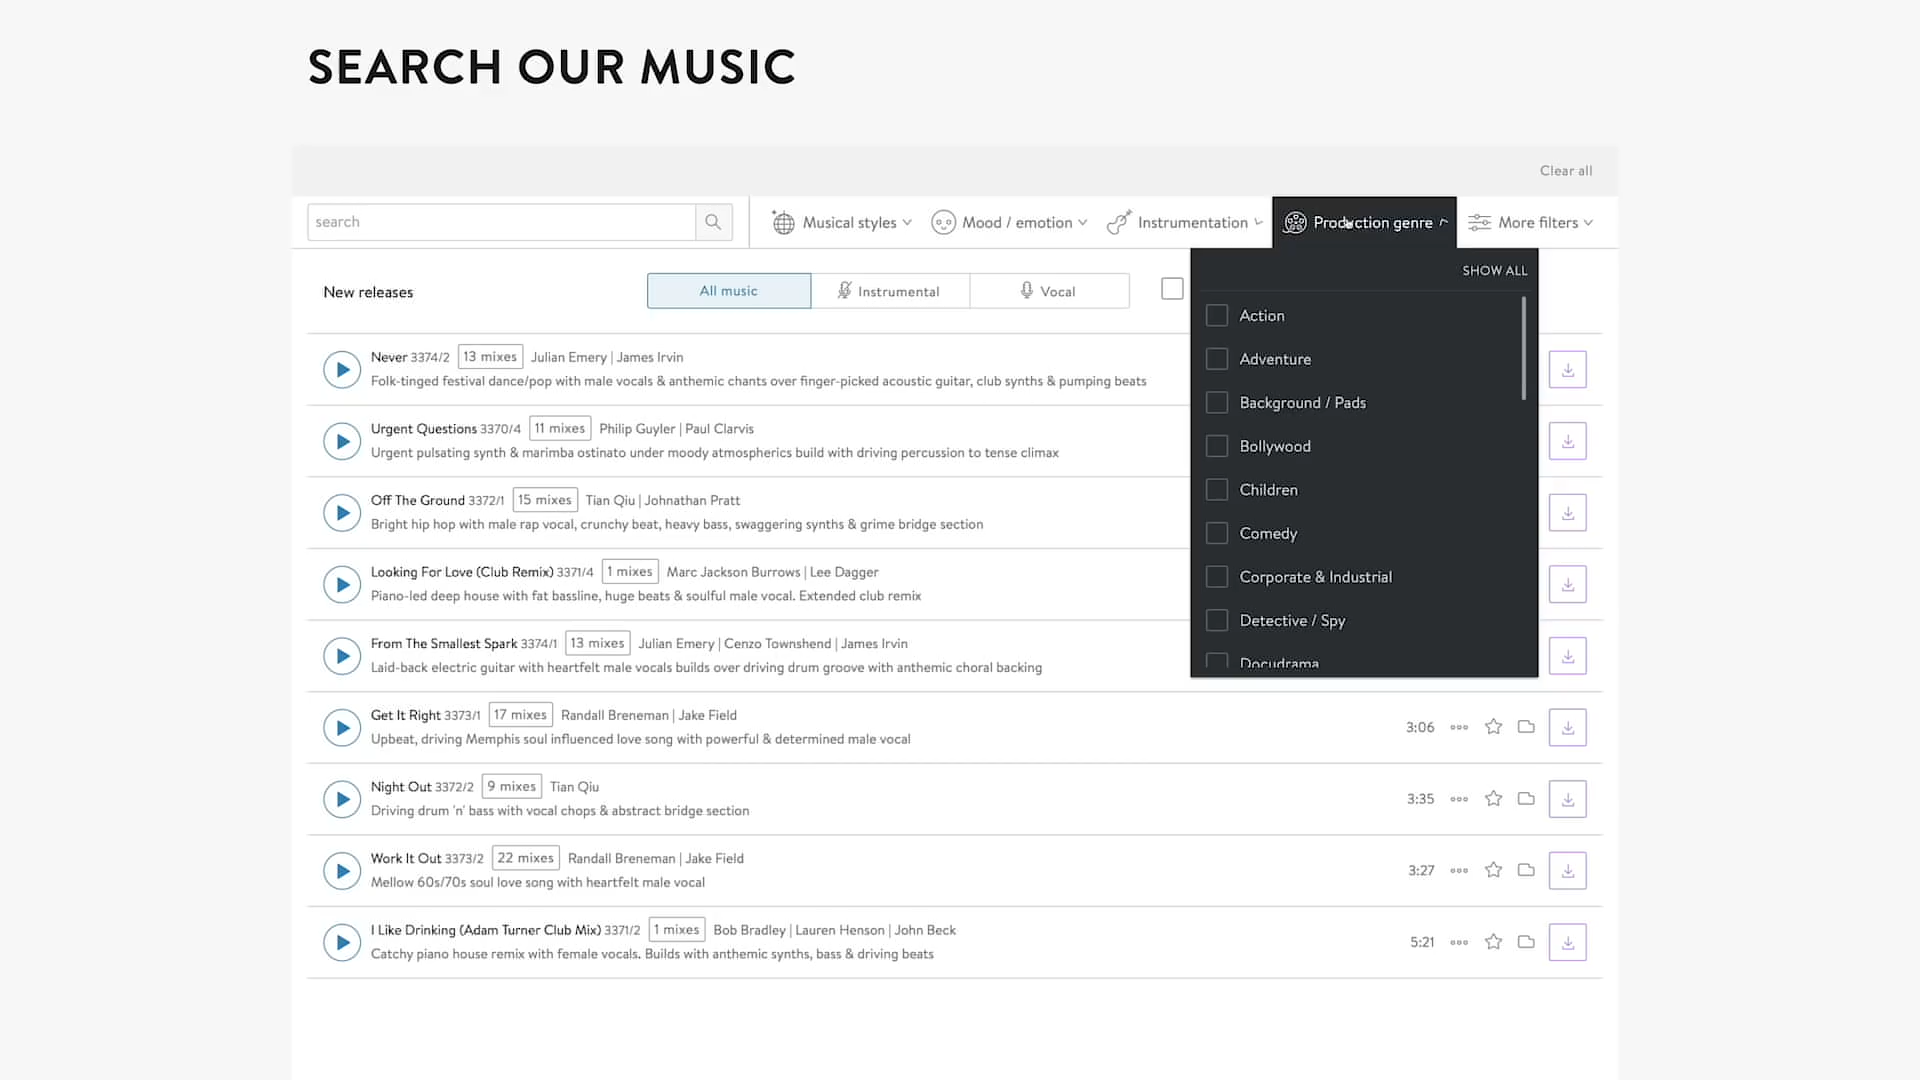 SEARCH OUR MUSIC
Clear all
search
Musical styles
Mood / emotion
Instrumentation
Production genre
More filters
New releases
All music
Instrumental
Vocal
SHOW ALL
Action
Adventure
Background / Pads
Bollywood
Children
Comedy
Corporate & Industrial
Detective / Spy
Docudrama
Never 3374/2 13 mixes Julian Emery | James Irvin
Folk-tinged festival dance/pop with male vocals & anthemic chants over finger-picked acoustic guitar, club synths & pumping beats
Urgent Questions 3370/4 11 mixes Philip Guyler | Paul Clarvis
Urgent pulsating synth & marimba ostinato under moody atmospherics build with driving percussion to tense climax
Off The Ground 3372/1 15 mixes Tian Qiu | Johnathan Pratt
Bright hip hop with male rap vocal, crunchy beat, heavy bass, swaggering synths & grime bridge section
Looking For Love (Club Remix) 3371/4 1 mixes Marc Jackson Burrows | Lee Dagger
Piano-led deep house with fat bassline, huge beats & soulful male vocal. Extended club remix
From The Smallest Spark 3374/1 13 mixes Julian Emery | Cenzo Townshend | James Irvin
Laid-back electric guitar with heartfelt male vocals builds over driving drum groove with anthemic choral backing
Get It Right 3373/1 17 mixes Randall Breneman | Jake Field
Upbeat, driving Memphis soul influenced love song with powerful & determined male vocal
3:06
Night Out 3372/2 9 mixes Tian Qiu
Driving drum 'n' bass with vocal chops & abstract bridge section
3:35
Work It Out 3373/2 22 mixes Randall Breneman | Jake Field
Mellow 60s/70s soul love song with heartfelt male vocal
3:27
I Like Drinking (Adam Turner Club Mix) 3371/2 1 mixes Bob Bradley | Lauren Henson | John Beck
Catchy piano house remix with female vocals. Builds with anthemic synths, bass & driving beats
5:21